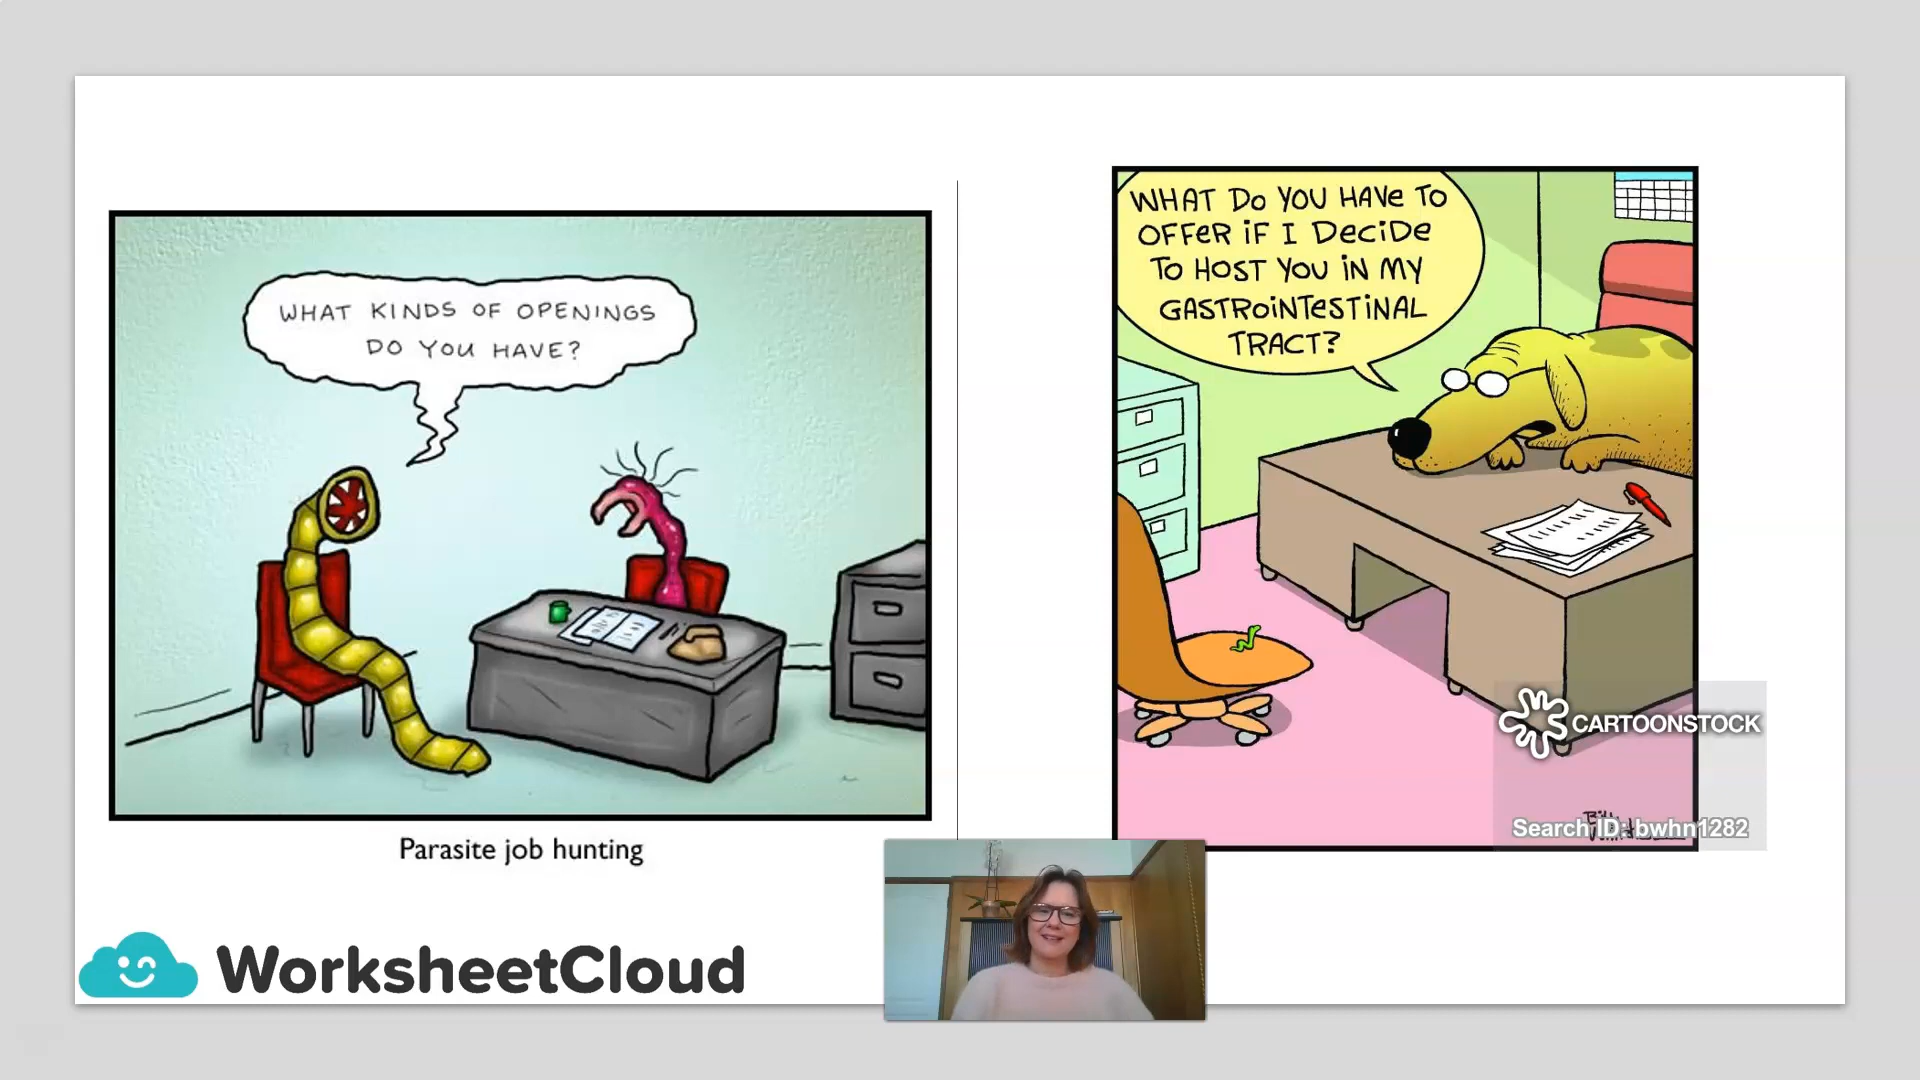 WHAT KINDS OF OPENINGS
DO YOU HAVE?
Parasite job hunting
WHAT DO YOU HAVE TO
OFFER IF I DECIDE
TO HOST YOU IN MY
GASTROINTESTINAL
TRACT?
CARTOONSTOCK
Search ID: bwhn1282
WorksheetCloud